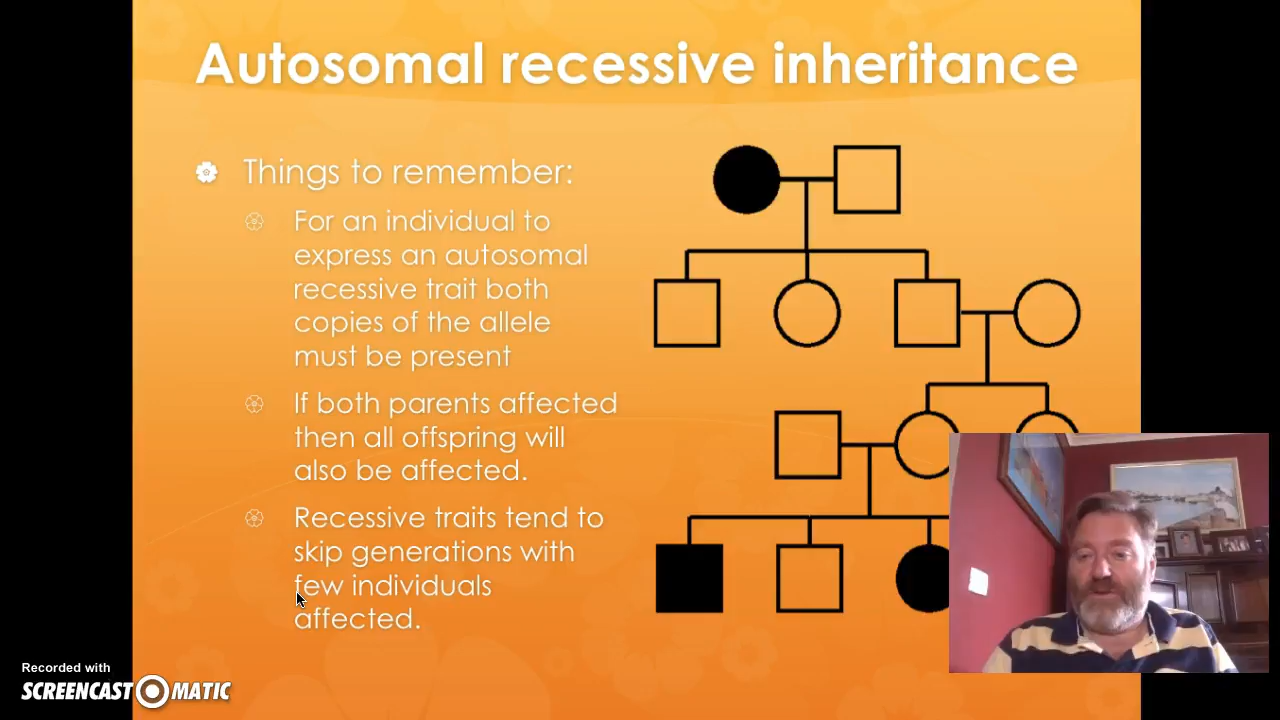 Autosomal recessive inheritance
Things to remember:
For an individual to
express an autosomal
recessive trait both
copies of the allele
must be present
If both parents affected
then all offspring will
also be affected.
Recessive traits tend to
skip generations with
few individuals
affected.
Recorded with
SCREENCAST MATIC